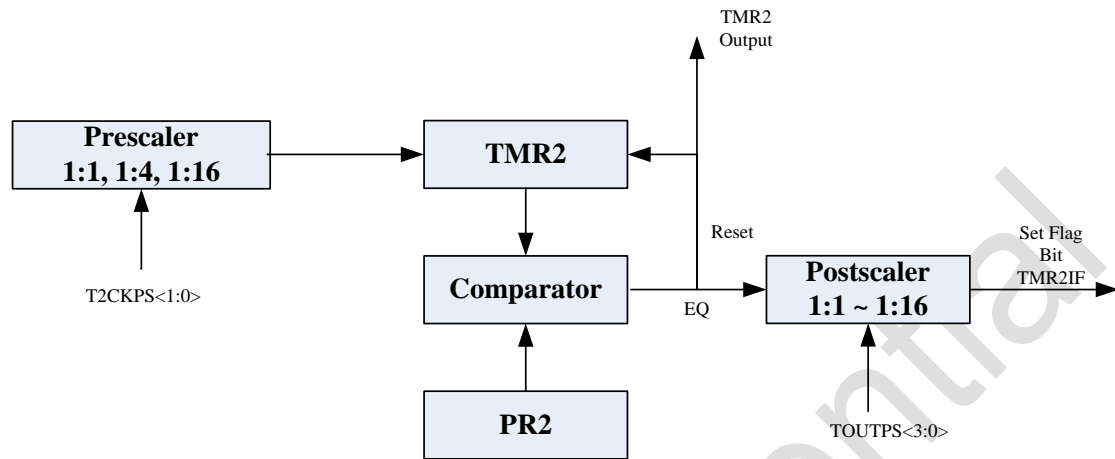 TMR2
Output
Prescaler
1:1, 1:4, 1:16
TMR2
Reset
Set Flag
Bit
TMR2IF
T2CKPS<1:0>
Comparator
EQ
Postscaler
1:1 ~ 1:16
PR2
TOUTPS<3:0>
ential